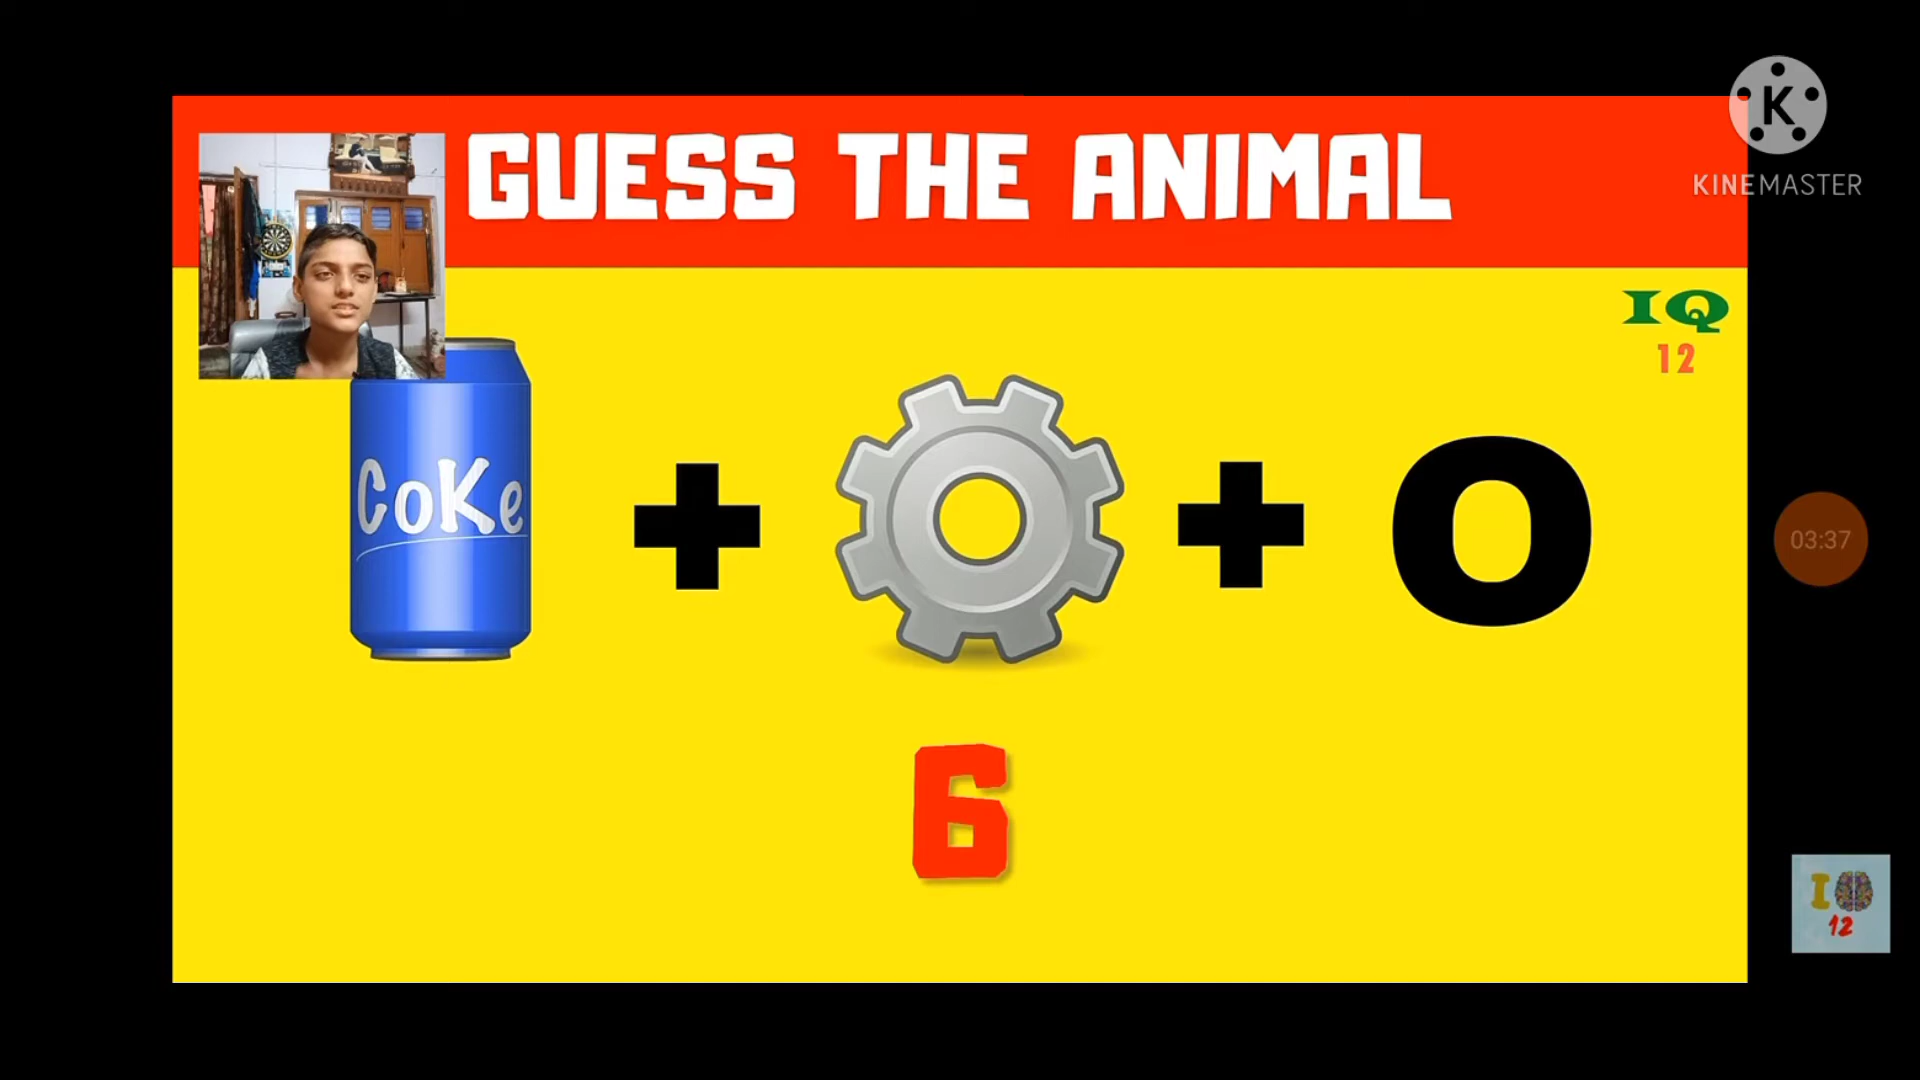 GUESS THE ANIMAL
K
KINEMASTER
IQ
12
CoKe
+
+
O
03:37
6
I
12